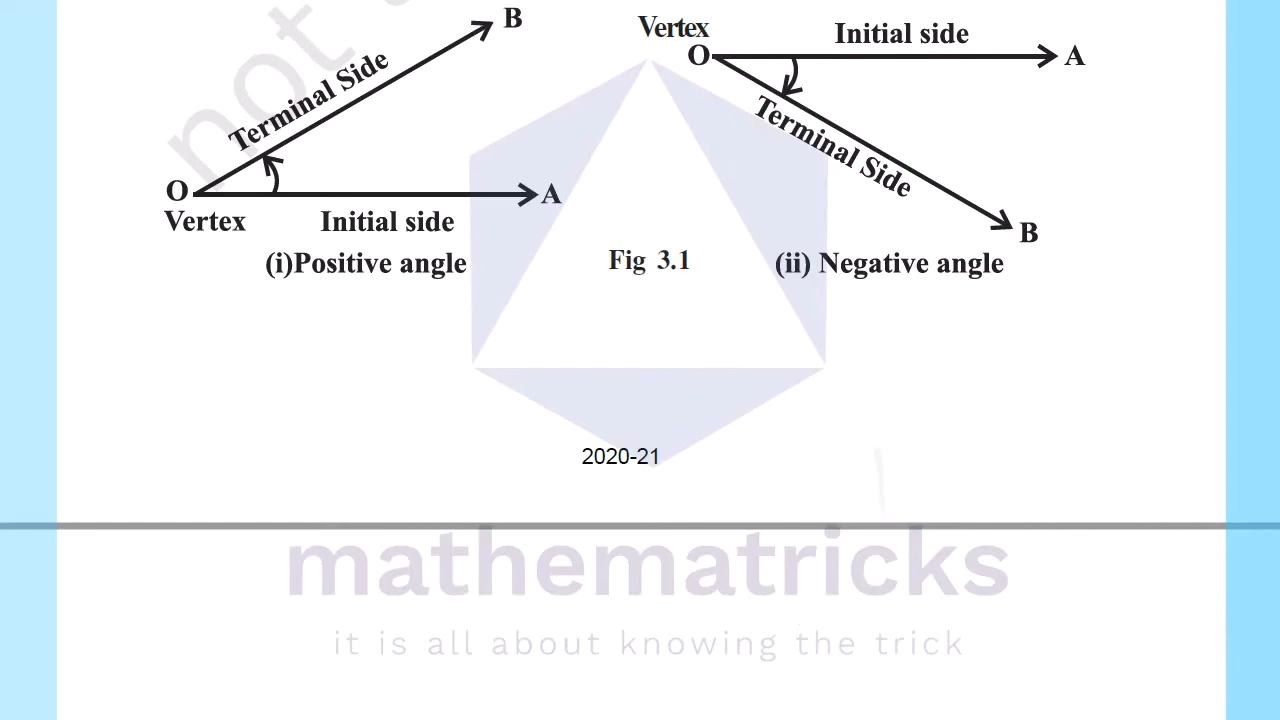 not
B
Terminal Side
O
A
Vertex
Initial side
(i)Positive angle
Vertex
O
Initial side
A
Terminal Side
B
Fig 3.1
(ii) Negative angle
2020-21
mathematricks
it is all about knowing the trick